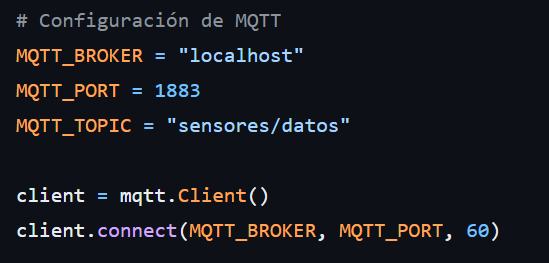 # Configuración de MQTT
MQTT_BROKER = "localhost"
MQTT_PORT = 1883
MQTT_TOPIC = "sensores/datos"
client = mqtt.Client()
client.connect(MQTT_BROKER, MQTT_PORT, 60)